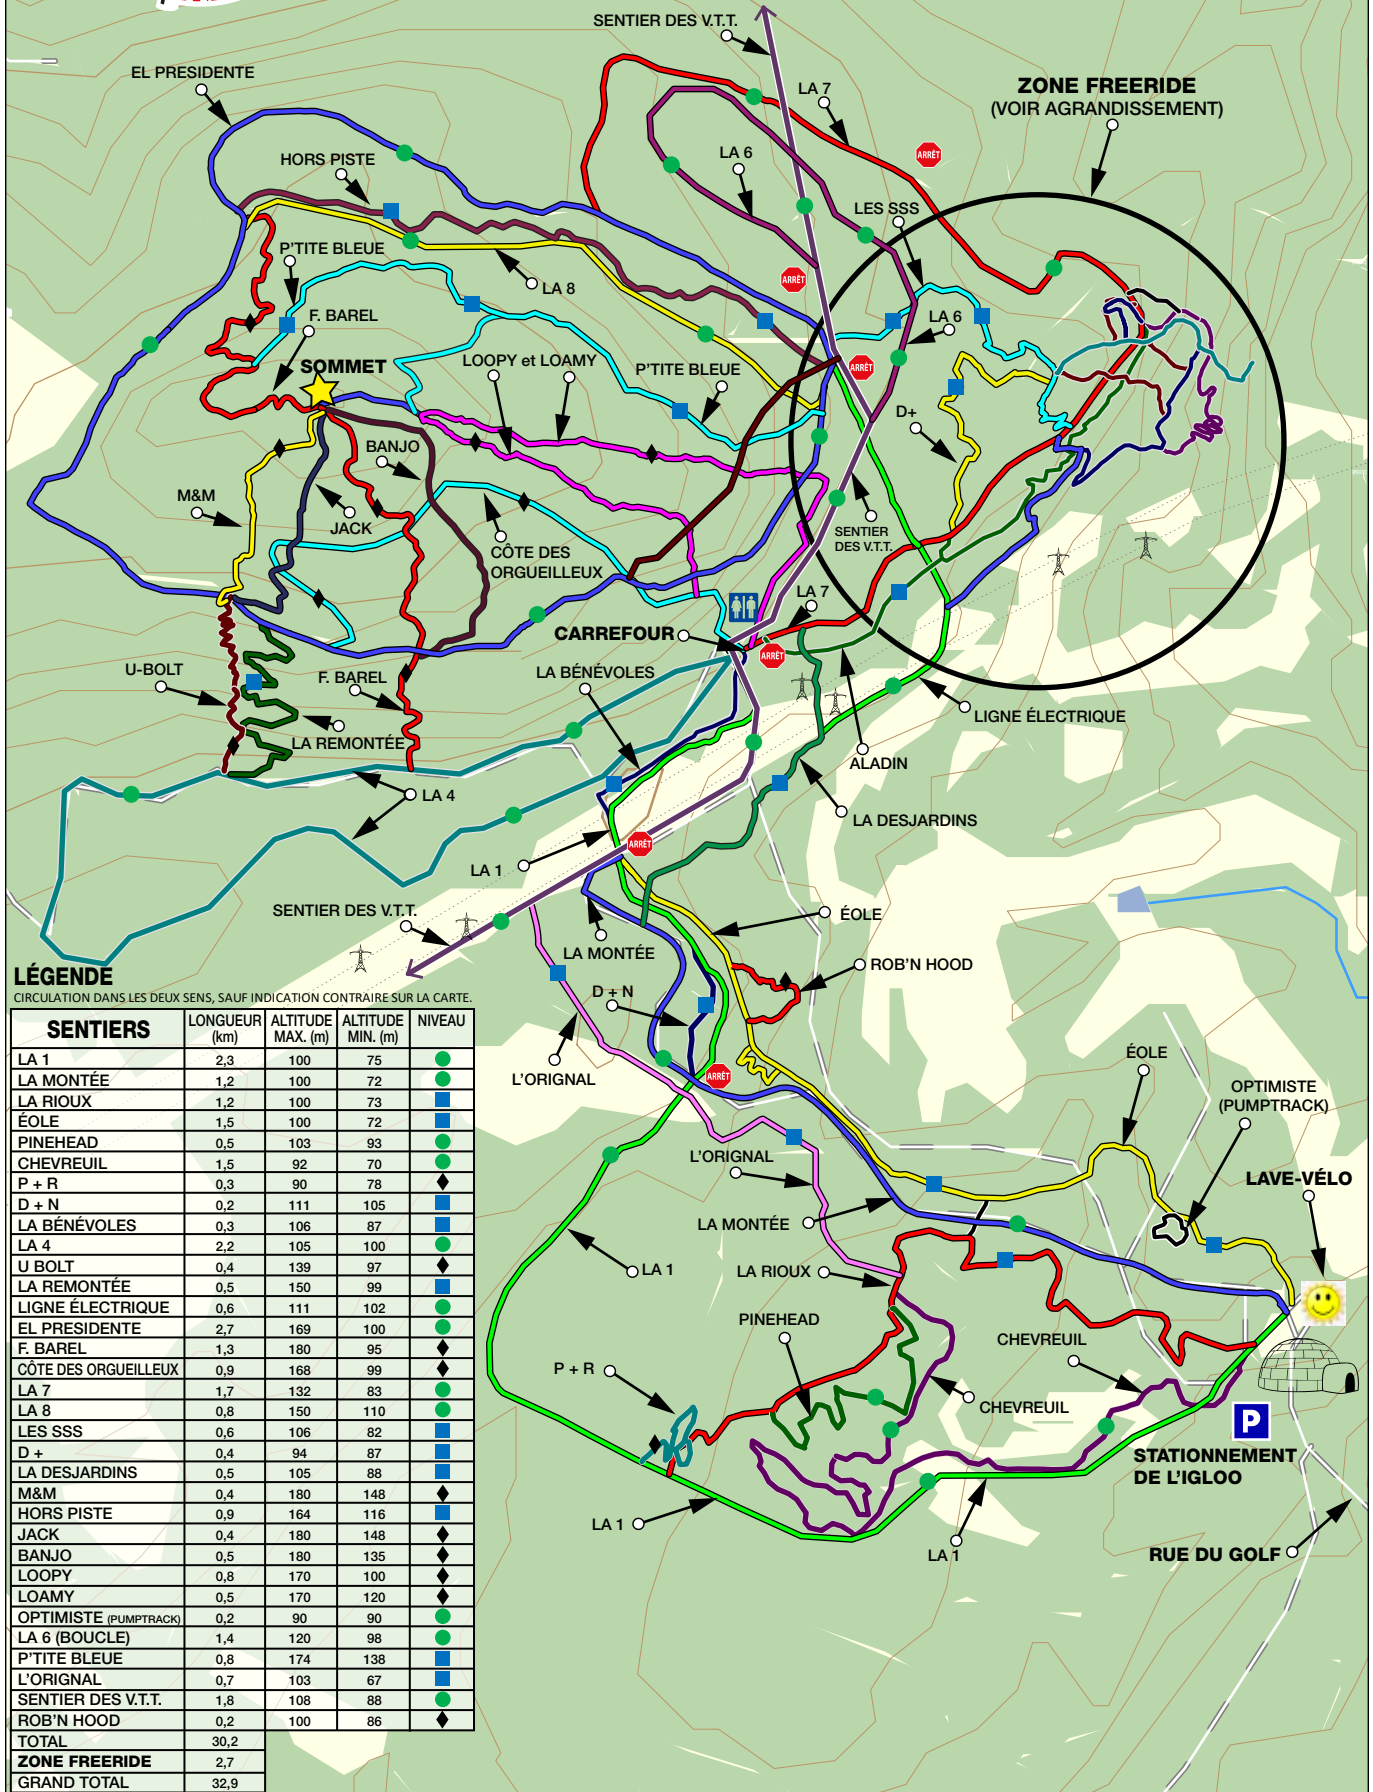 SENTIER DES V.T.T.
EL PRESIDENTE
LA 7
ZONE FREERIDE
(VOIR AGRANDISSEMENT)
HORS PISTE
LA 6
ARRÊT
LES SSS
P'TITE BLEUE
ARRÊT
LA 8
F. BAREL
LA 6
SOMMET
LOOPY et LOAMY
P'TITE BLEUE
ARRÊT
D+
BANJO
M&M
JACK
SENTIER
DES V.T.T.
CÔTE DES
ORGUEILLEUX
LA 7
CARREFOUR
ARRÊT
U-BOLT
F. BAREL
LA BÉNÉVOLES
LIGNE ÉLECTRIQUE
LA REMONTÉE
ALADIN
LA 4
LA DESJARDINS
ARRÊT
LA 1
SENTIER DES V.T.T.
ÉOLE
LA MONTÉE
ROB'N HOOD
D + N
L'ORIGNAL
ARRÊT
ÉOLE
OPTIMISTE
(PUMPTRACK)
L'ORIGNAL
LAVE-VÉLO
LA MONTÉE
LA 1
LA RIOUX
PINEHEAD
CHEVREUIL
P + R
CHEVREUIL
P
STATIONNEMENT
DE L'IGLOO
LA 1
LA 1
RUE DU GOLF
LÉGENDE
CIRCULATION DANS LES DEUX SENS, SAUF INDICATION CONTRAIRE SUR LA CARTE.
SENTIERS LONGUEUR (km) ALTITUDE MAX. (m) ALTITUDE MIN. (m) NIVEAU
LA 1 2,3 100 75
LA MONTÉE 1,2 100 72
LA RIOUX 1,2 100 73
ÉOLE 1,5 100 72
PINEHEAD 0,5 103 93
CHEVREUIL 1,5 92 70
P + R 0,3 90 78
D + N 0,2 111 105
LA BÉNÉVOLES 0,3 106 87
LA 4 2,2 105 100
U BOLT 0,4 139 97
LA REMONTÉE 0,5 150 99
LIGNE ÉLECTRIQUE 0,6 111 102
EL PRESIDENTE 2,7 169 100
F. BAREL 1,3 180 95
CÔTE DES ORGUEILLEUX 0,9 168 99
LA 7 1,7 132 83
LA 8 0,8 150 110
LES SSS 0,6 106 82
D + 0,4 94 87
LA DESJARDINS 0,5 105 88
M&M 0,4 180 148
HORS PISTE 0,9 164 116
JACK 0,4 180 148
BANJO 0,5 180 135
LOOPY 0,8 170 100
LOAMY 0,5 170 120
OPTIMISTE (PUMPTRACK) 0,2 90 90
LA 6 (BOUCLE) 1,4 120 98
P'TITE BLEUE 0,8 174 138
L'ORIGNAL 0,7 103 67
SENTIER DES V.T.T. 1,8 108 88
ROB'N HOOD 0,2 100 86
TOTAL 30,2
ZONE FREERIDE 2,7
GRAND TOTAL 32,9